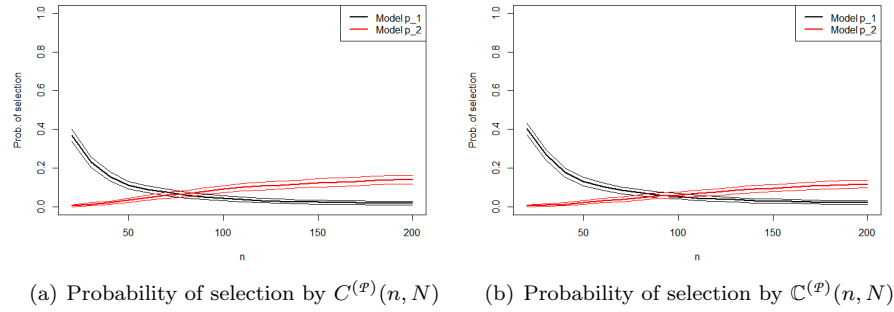 Model p_1
Model p_2
Prob. of selection
0.0 0.2 0.4 0.6 0.8 1.0
50 100 150 200
n
Model p_1
Model p_2
Prob. of selection
0.0 0.2 0.4 0.6 0.8 1.0
50 100 150 200
n
(a) Probability of selection by $C^{(p)}(n, N)$
(b) Probability of selection by $\mathbb{C}^{(p)}(n, N)$